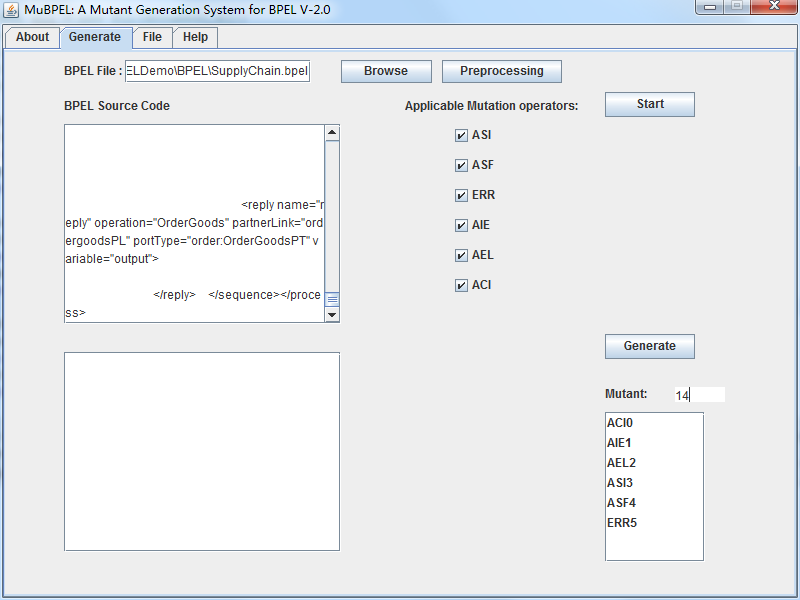 MuBPEL: A Mutant Generation System for BPEL V-2.0
About Generate File Help
BPEL File : ELDemo\BPEL\SupplyChain.bpel Browse Preprocessing
BPEL Source Code Applicable Mutation operators: Start
<reply name="r
eply" operation="OrderGoods" partnerLink="ord
ergoodsPL" portType="order:OrderGoodsPT" v
ariable="output">
</reply> </sequence></proce
ss>
ASI
ASF
ERR
AIE
AEL
ACI
Generate
Mutant: 14
ACI0
AIE1
AEL2
ASI3
ASF4
ERR5